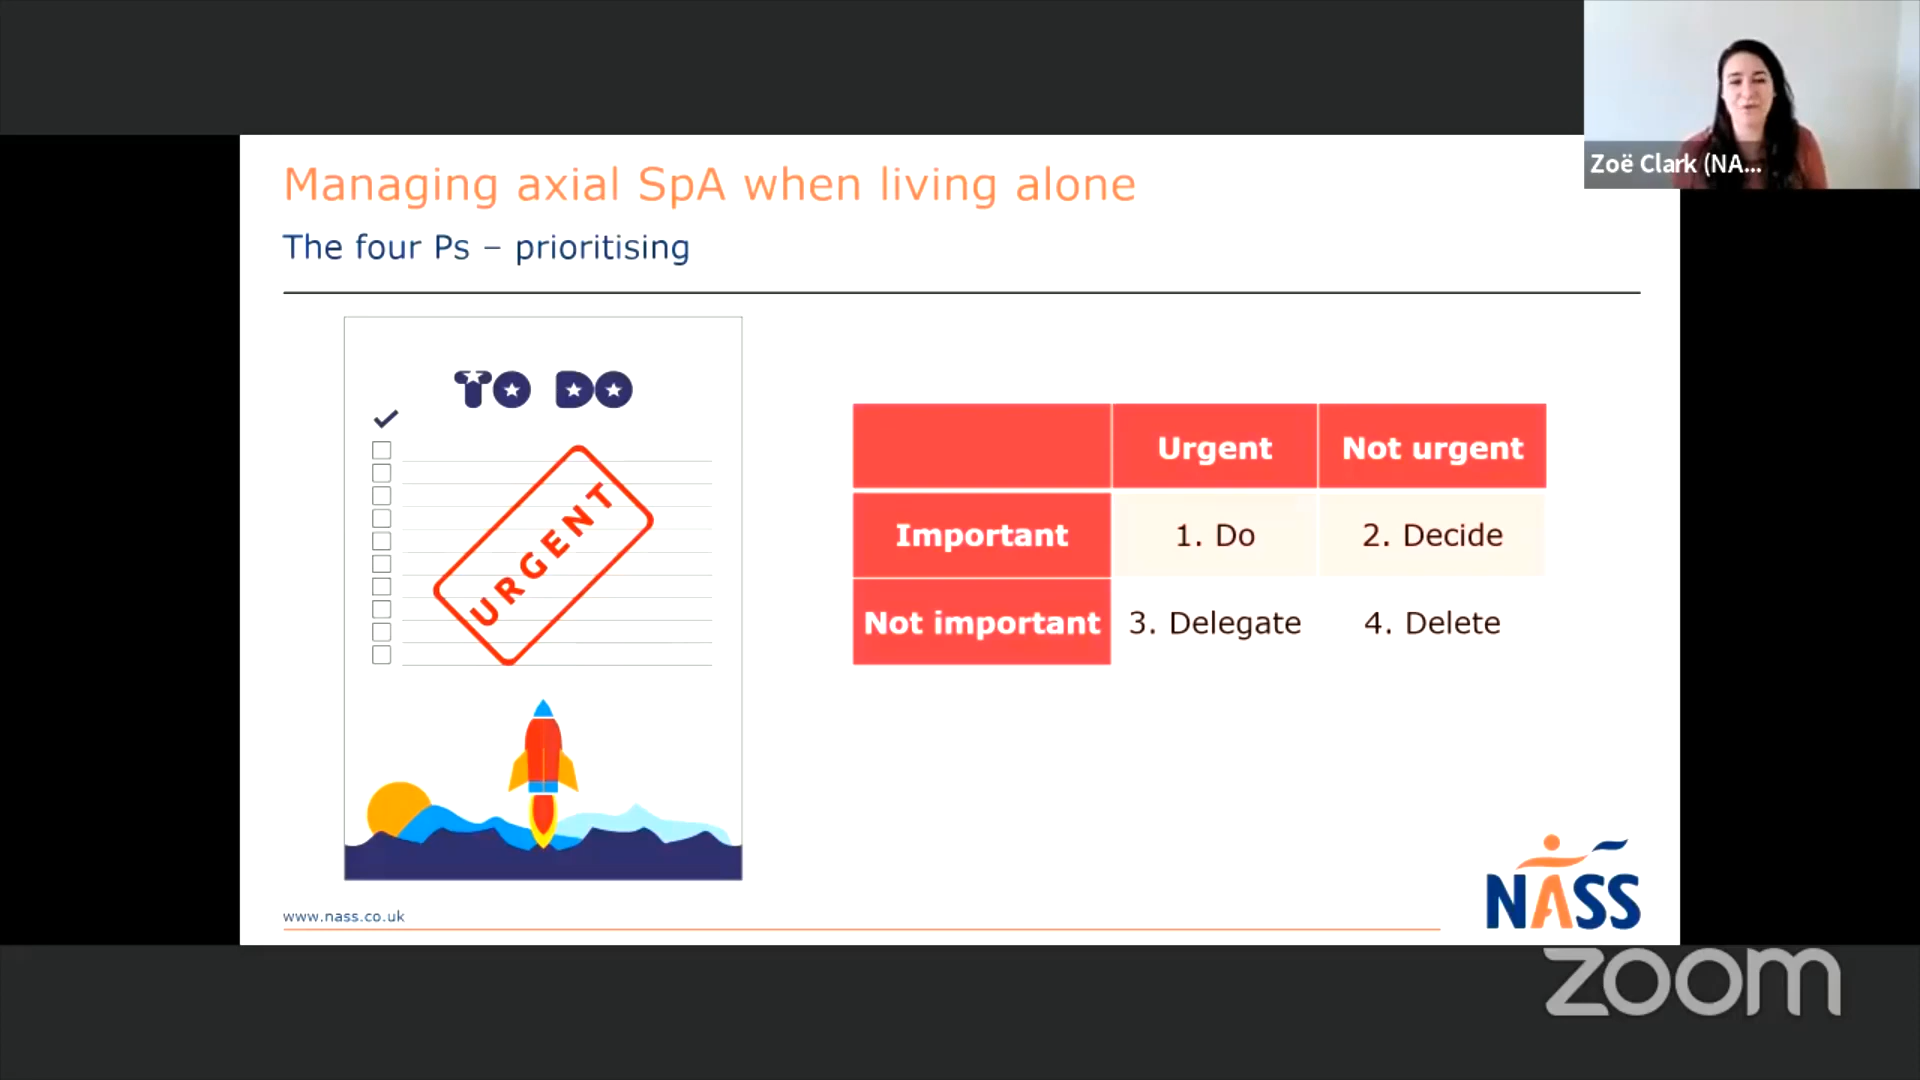 Zoë Clark (NA...
Managing axial SpA when living alone
The four Ps – prioritising
TO DO
URGENT
Urgent
Not urgent
Important
1. Do
2. Decide
Not important
3. Delegate
4. Delete
www.nass.co.uk
NASS
zoom